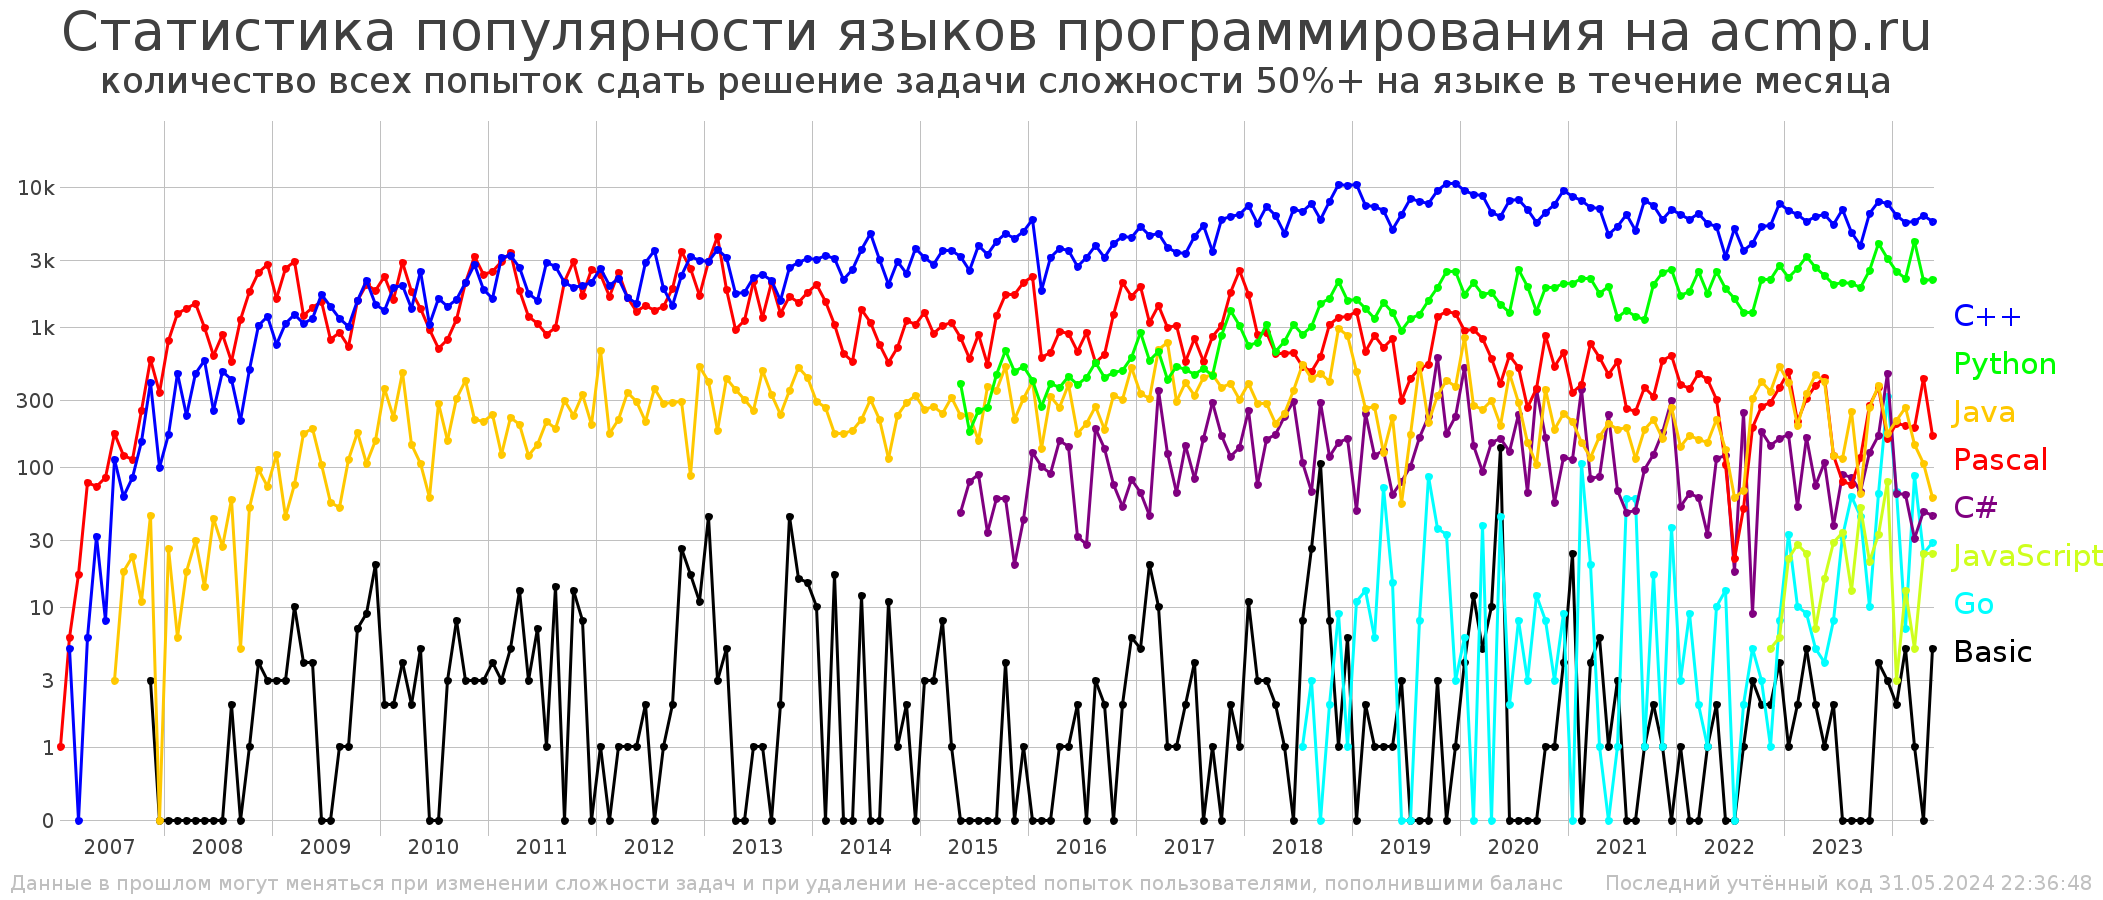 Статистика популярности языков программирования на acmp.ru
количество всех попыток сдать решение задачи сложности 50%+ на языке в течение месяца
10k
3k
1k
300
100
30
10
3
1
0
C++
Python
Java
Pascal
C#
JavaScript
Go
Basic
2007 2008 2009 2010 2011 2012 2013 2014 2015 2016 2017 2018 2019 2020 2021 2022 2023
Данные в прошлом могут меняться при изменении сложности задач и при удалении не-accepted попыток пользователями, пополнившими баланс Последний учтённый код 31.05.2024 22:36:48